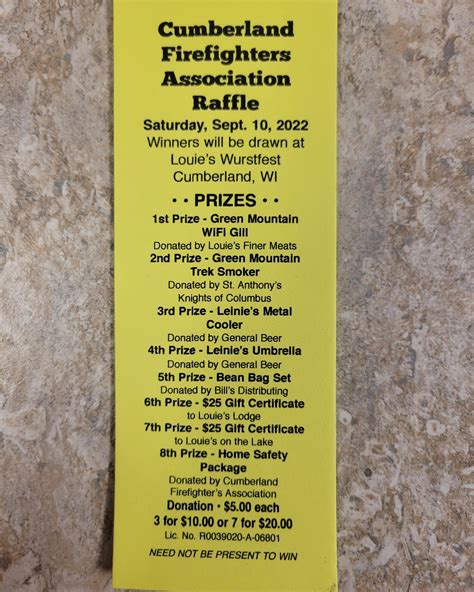 Cumberland
Firefighters
Association
Raffle
Saturday, Sept. 10, 2022
Winners will be drawn at
Louie's Wurstfest
Cumberland, WI
•• PRIZES ••
1st Prize - Green Mountain
WiFi Gill
Donated by Louie's Finer Meats
2nd Prize - Green Mountain
Trek Smoker
Donated by St. Anthony's
Knights of Columbus
3rd Prize - Leinie's Metal
Cooler
Donated by General Beer
4th Prize - Leinie's Umbrella
Donated by General Beer
5th Prize - Bean Bag Set
Donated by Bill's Distributing
6th Prize - $25 Gift Certificate
to Louie's Lodge
7th Prize - $25 Gift Certificate
to Louie's on the Lake
8th Prize - Home Safety
Package
Donated by Cumberland
Firefighter's Association
Donation • $5.00 each
3 for $10.00 or 7 for $20.00
Lic. No. R0039020-A-06801
NEED NOT BE PRESENT TO WIN